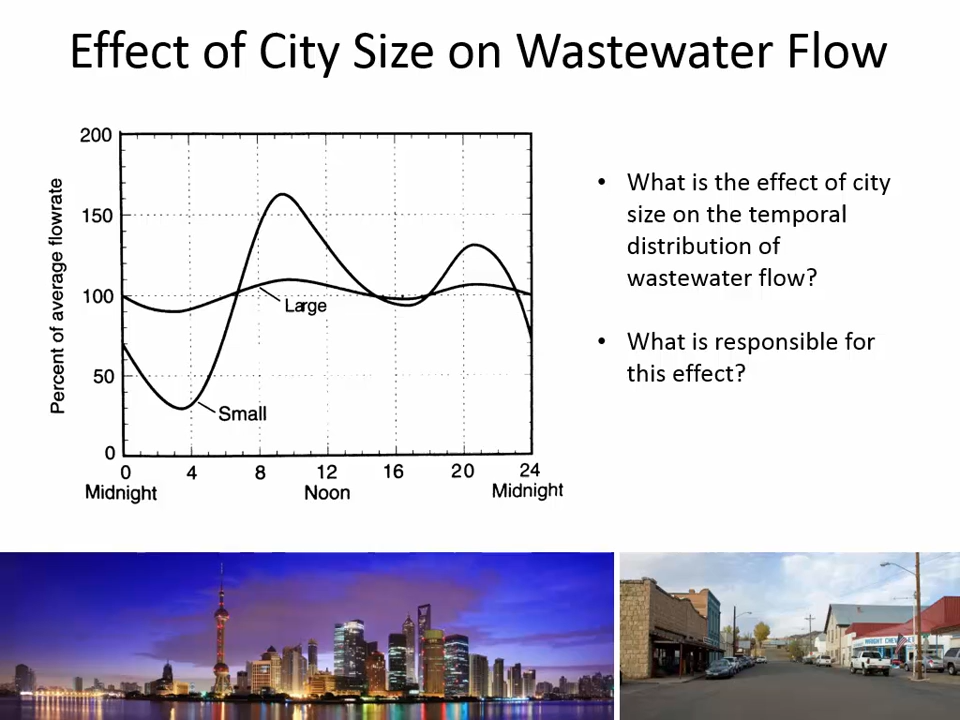 Effect of City Size on Wastewater Flow
Percent of average flowrate
200
150
100
50
0
Large
Small
0
4
8
12
16
20
24
Midnight
Noon
Midnight
• What is the effect of city
size on the temporal
distribution of
wastewater flow?
• What is responsible for
this effect?